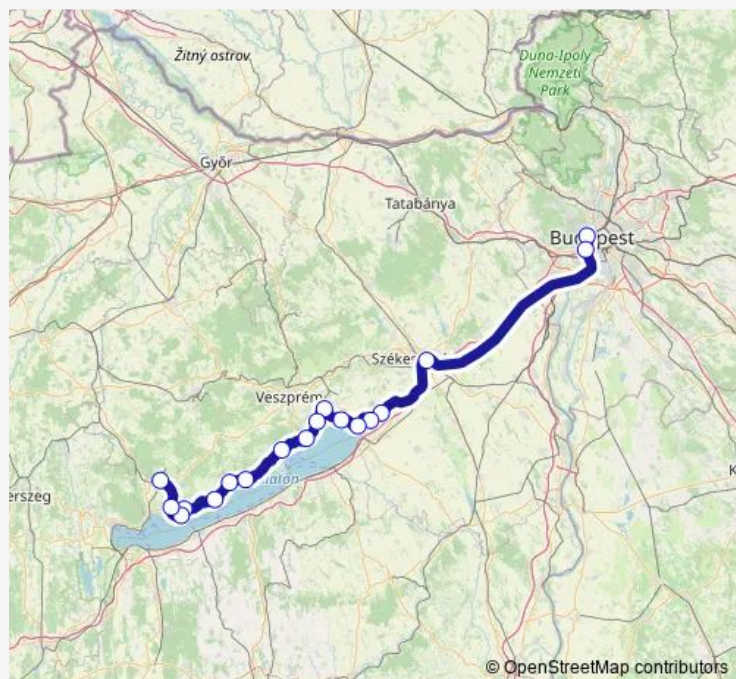 Žitný ostrov
Duna-Ipoly
Nemzeti
Park
Győr
Tatabánya
Budapest
Székes
Veszprém
erszeg
K
© OpenStreetMap contributors